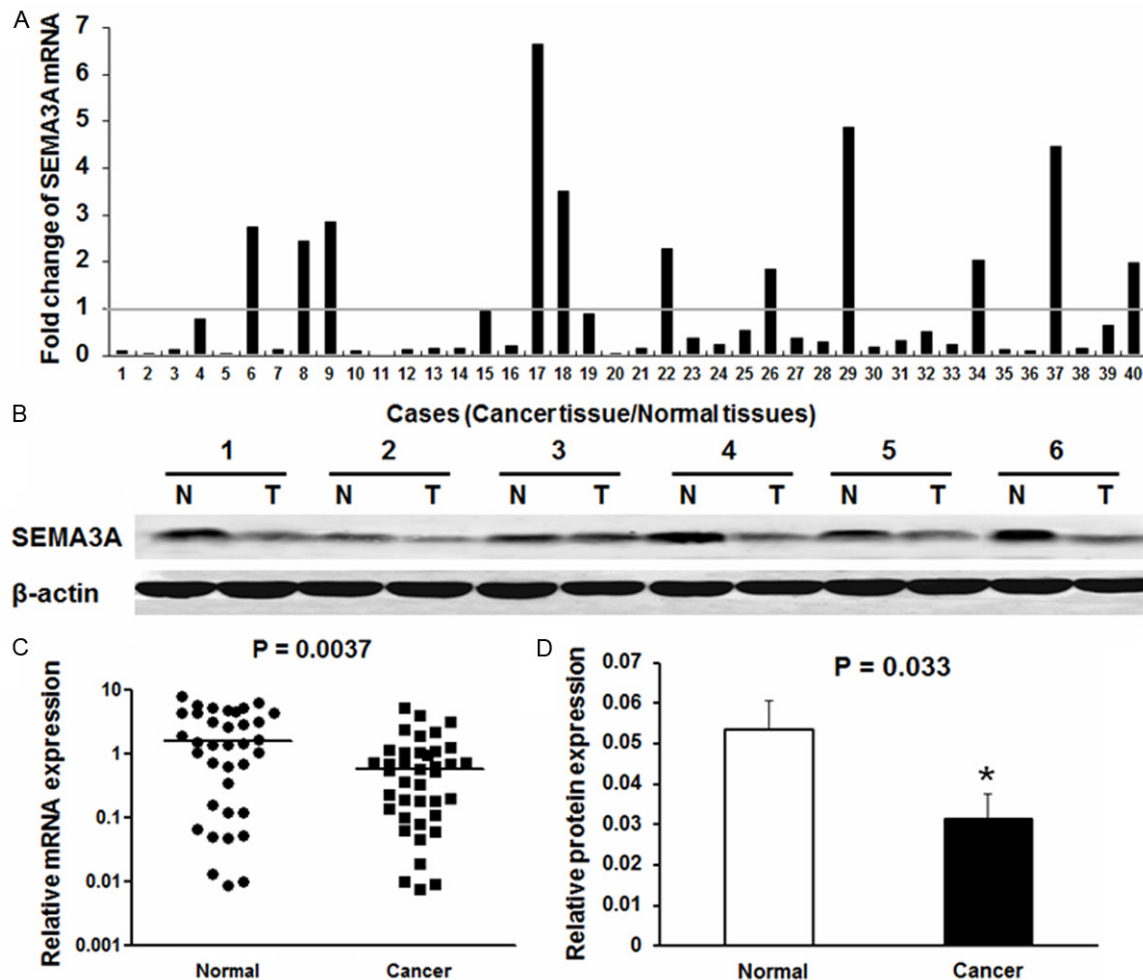 A
Fold change of SEMA3A mRNA
7
6
5
4
3
2
1
0
1 2 3 4 5 6 7 8 9 10 11 12 13 14 15 16 17 18 19 20 21 22 23 24 25 26 27 28 29 30 31 32 33 34 35 36 37 38 39 40
Cases (Cancer tissue/Normal tissues)
B
1 2 3 4 5 6
N T N T N T N T N T N T
SEMA3A
β-actin
C
P = 0.0037
Relative mRNA expression
10
1
0.1
0.01
0.001
Normal Cancer
D
P = 0.033
Relative protein expression
0.07
0.06
0.05
0.04
0.03
0.02
0.01
0
*
Normal Cancer